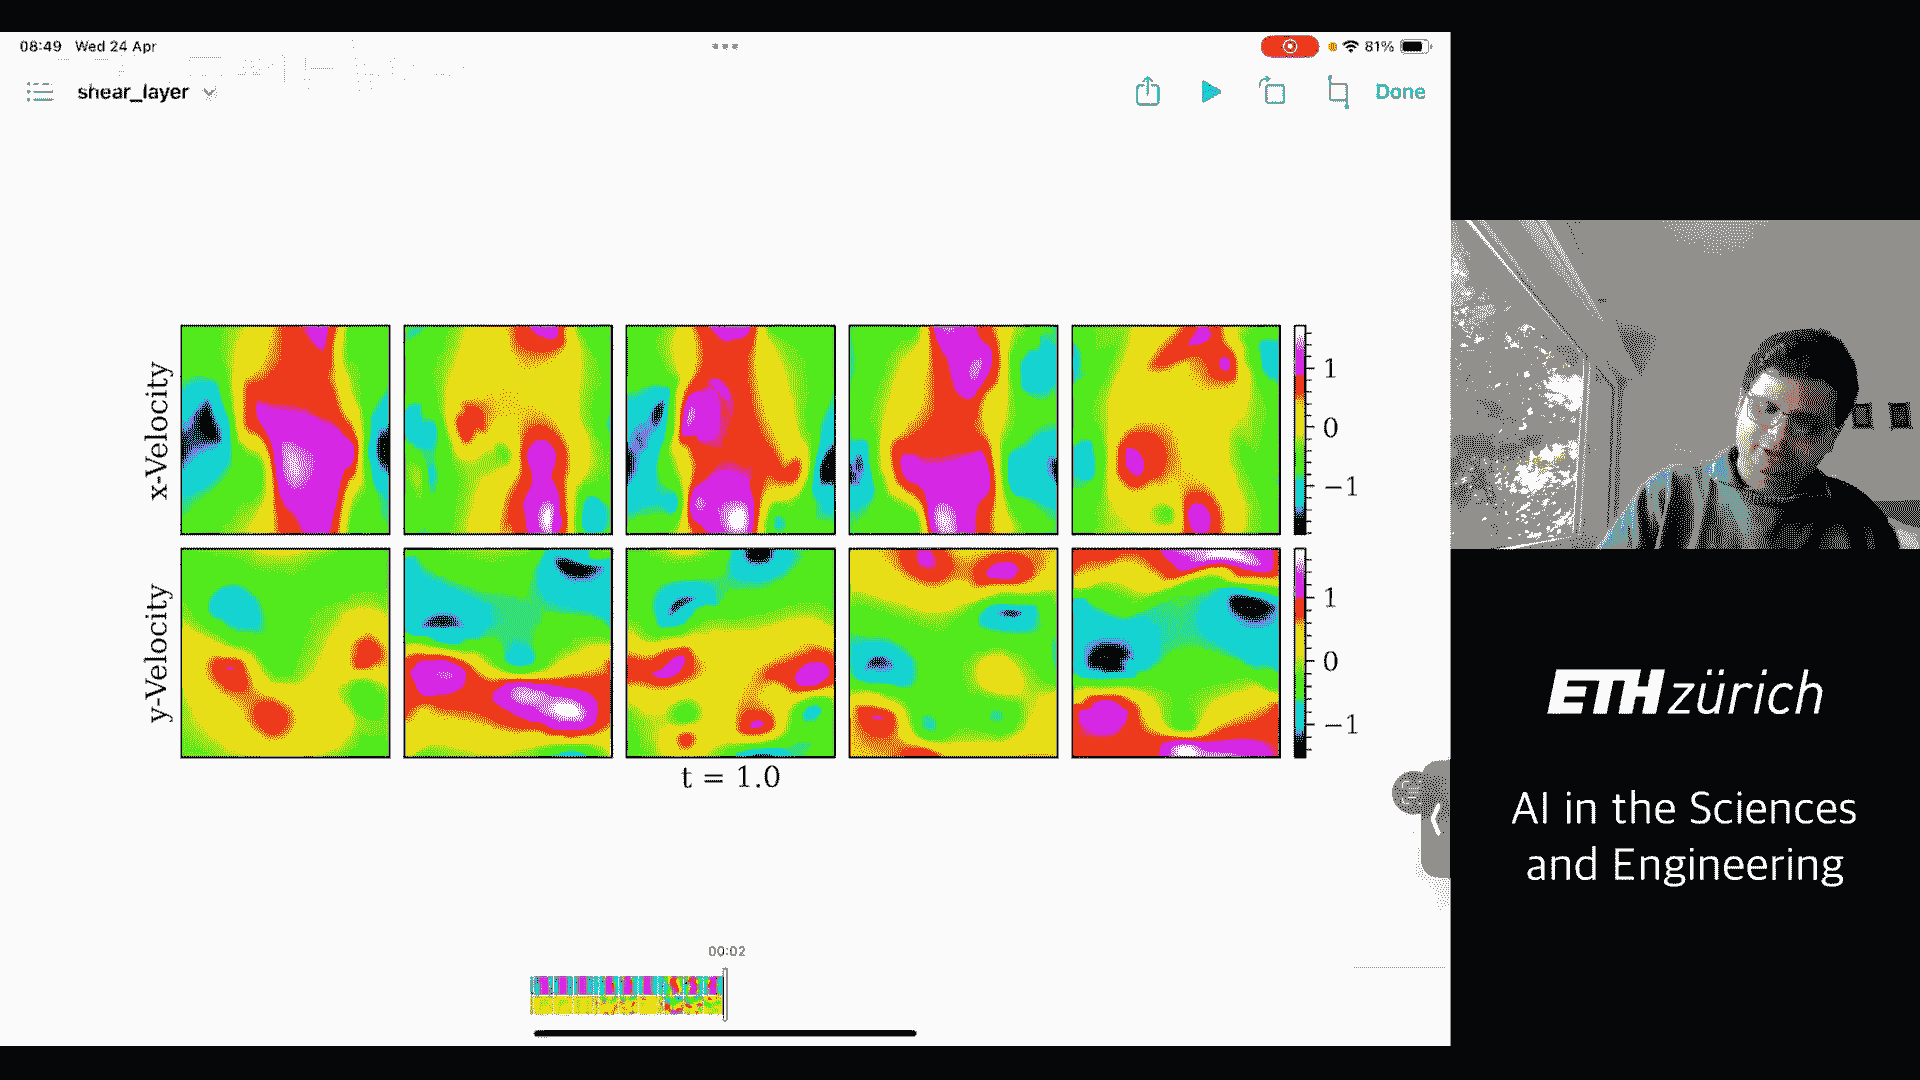 08:49 Wed 24 Apr
81%
shear_layer
Done
x-Velocity
1
0
−1
y-Velocity
1
0
−1
t = 1.0
00:02
ETH zürich
AI in the Sciences
and Engineering